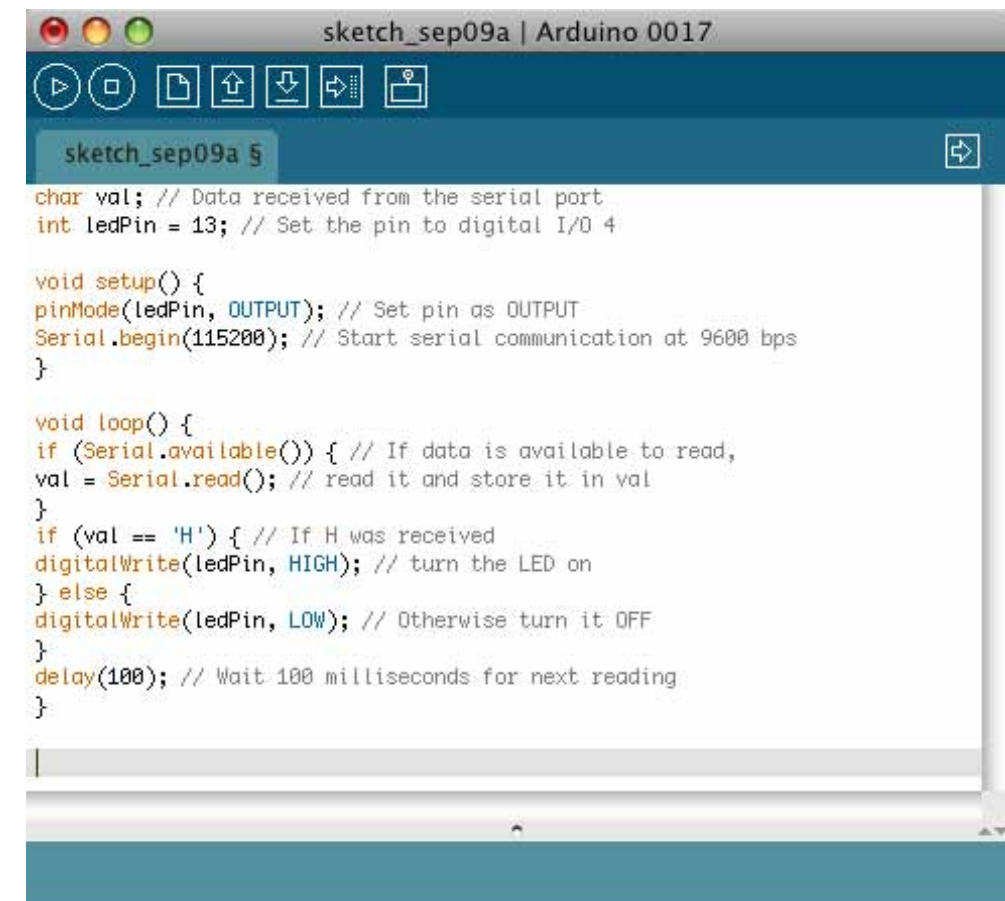 sketch_sep09a | Arduino 0017
sketch_sep09a §
char val; // Data received from the serial port
int ledPin = 13; // Set the pin to digital I/O 4
void setup() {
pinMode(ledPin, OUTPUT); // Set pin as OUTPUT
Serial.begin(115200); // Start serial communication at 9600 bps
}
void loop() {
if (Serial.available()) { // If data is available to read,
val = Serial.read(); // read it and store it in val
}
if (val == 'H') { // If H was received
digitalWrite(ledPin, HIGH); // turn the LED on
} else {
digitalWrite(ledPin, LOW); // Otherwise turn it OFF
}
delay(100); // Wait 100 milliseconds for next reading
}